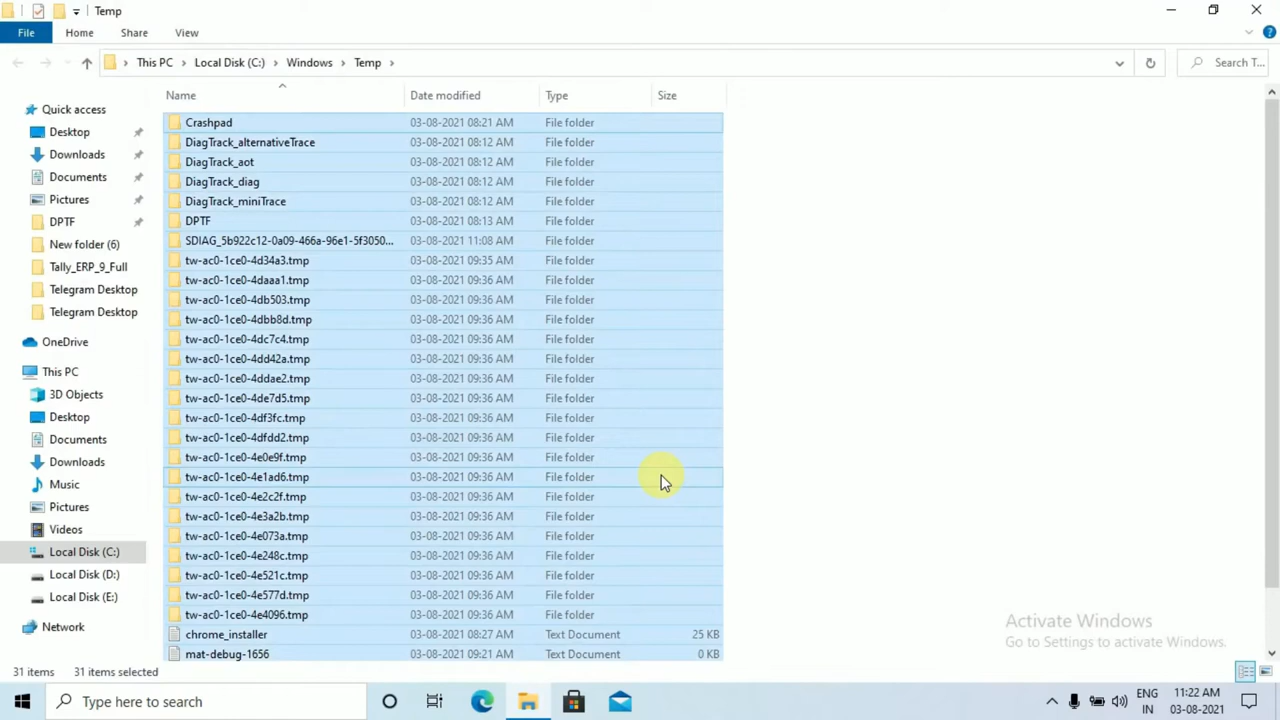 Temp
File Home Share View
This PC Local Disk (C:) Windows Temp
Search T...
Name Date modified Type Size
Quick access
Desktop
Downloads
Documents
Pictures
DPTF
New folder (6)
Tally_ERP_9_Full
Telegram Desktop
Telegram Desktop
OneDrive
This PC
3D Objects
Desktop
Documents
Downloads
Music
Pictures
Videos
Local Disk (C:)
Local Disk (D:)
Local Disk (E:)
Network
Crashpad 03-08-2021 08:21 AM File folder
DiagTrack_alternativeTrace 03-08-2021 08:12 AM File folder
DiagTrack_aot 03-08-2021 08:12 AM File folder
DiagTrack_diag 03-08-2021 08:12 AM File folder
DiagTrack_miniTrace 03-08-2021 08:12 AM File folder
DPTF 03-08-2021 08:13 AM File folder
SDIAG_5b922c12-0a09-466a-96e1-5f3050... 03-08-2021 11:08 AM File folder
tw-ac0-1ce0-4d34a3.tmp 03-08-2021 09:35 AM File folder
tw-ac0-1ce0-4daaa1.tmp 03-08-2021 09:36 AM File folder
tw-ac0-1ce0-4db503.tmp 03-08-2021 09:36 AM File folder
tw-ac0-1ce0-4dbb8d.tmp 03-08-2021 09:36 AM File folder
tw-ac0-1ce0-4dc7c4.tmp 03-08-2021 09:36 AM File folder
tw-ac0-1ce0-4dd42a.tmp 03-08-2021 09:36 AM File folder
tw-ac0-1ce0-4ddae2.tmp 03-08-2021 09:36 AM File folder
tw-ac0-1ce0-4de7d5.tmp 03-08-2021 09:36 AM File folder
tw-ac0-1ce0-4df3fc.tmp 03-08-2021 09:36 AM File folder
tw-ac0-1ce0-4dfdd2.tmp 03-08-2021 09:36 AM File folder
tw-ac0-1ce0-4e0e9f.tmp 03-08-2021 09:36 AM File folder
tw-ac0-1ce0-4e1ad6.tmp 03-08-2021 09:36 AM File folder
tw-ac0-1ce0-4e2c2f.tmp 03-08-2021 09:36 AM File folder
tw-ac0-1ce0-4e3a2b.tmp 03-08-2021 09:36 AM File folder
tw-ac0-1ce0-4e073a.tmp 03-08-2021 09:36 AM File folder
tw-ac0-1ce0-4e248c.tmp 03-08-2021 09:36 AM File folder
tw-ac0-1ce0-4e521c.tmp 03-08-2021 09:36 AM File folder
tw-ac0-1ce0-4e577d.tmp 03-08-2021 09:36 AM File folder
tw-ac0-1ce0-4e4096.tmp 03-08-2021 09:36 AM File folder
chrome_installer 03-08-2021 08:27 AM Text Document 25 KB
mat-debug-1656 03-08-2021 09:21 AM Text Document 0 KB
Activate Windows
Go to Settings to activate Windows.
31 items 31 items selected
Type here to search
ENG
IN
11:22 AM
03-08-2021